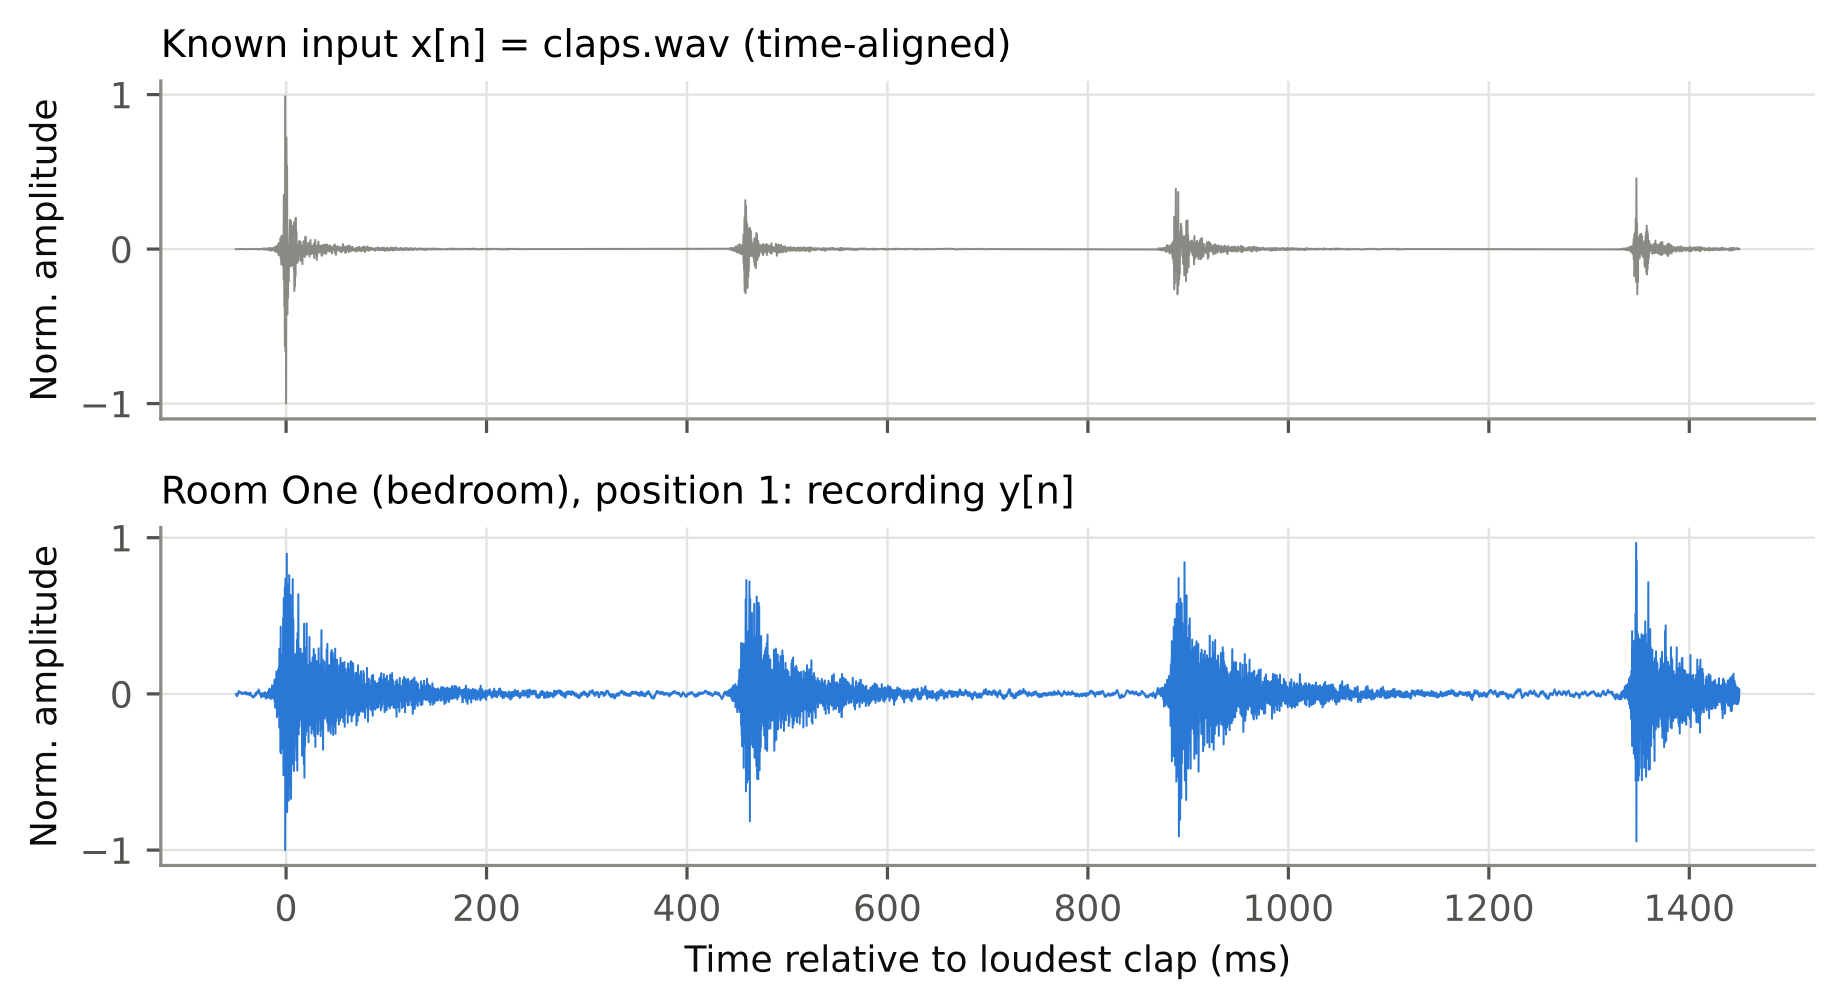 Known input x[n] = claps.wav (time-aligned)
Norm. amplitude
1
0
−1
Room One (bedroom), position 1: recording y[n]
Norm. amplitude
1
0
−1
0 200 400 600 800 1000 1200 1400
Time relative to loudest clap (ms)